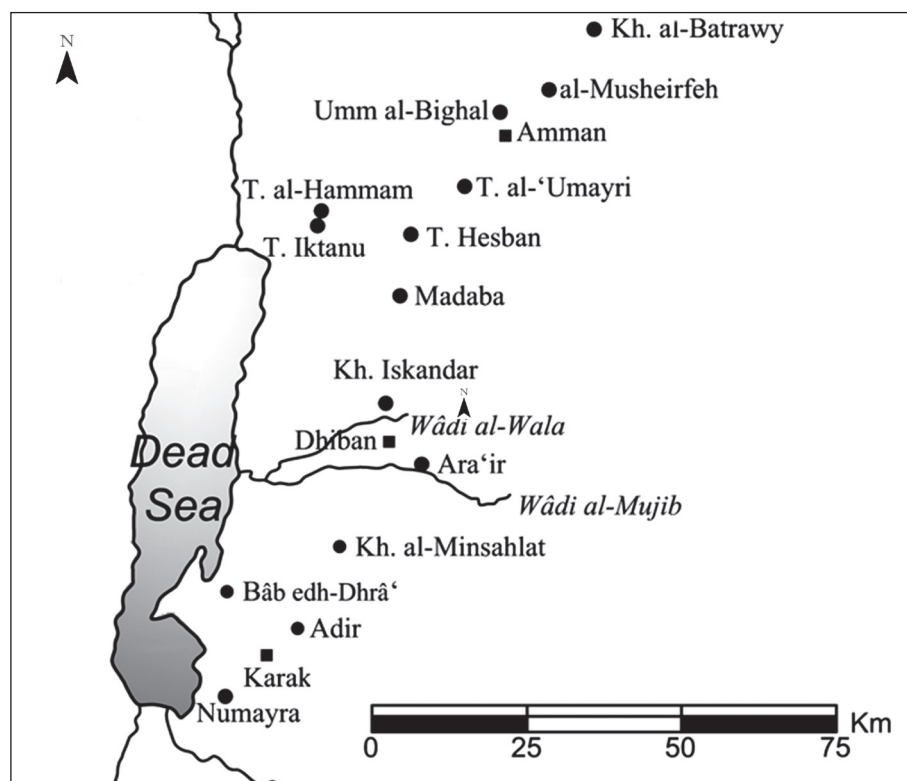 N
Kh. al-Batrawy
al-Musheirfeh
Umm al-Bighal
Amman
T. al-Hammam
T. al-‘Umayri
T. Iktanu
T. Hesban
Madaba
Kh. Iskandar
N
Wâdi al-Wala
Dhiban
Dead
Sea
Ara‘ir
Wâdi al-Mujib
Kh. al-Minsahlat
Bâb edh-Dhrâ‘
Adir
Karak
Numayra
Km
0 25 50 75